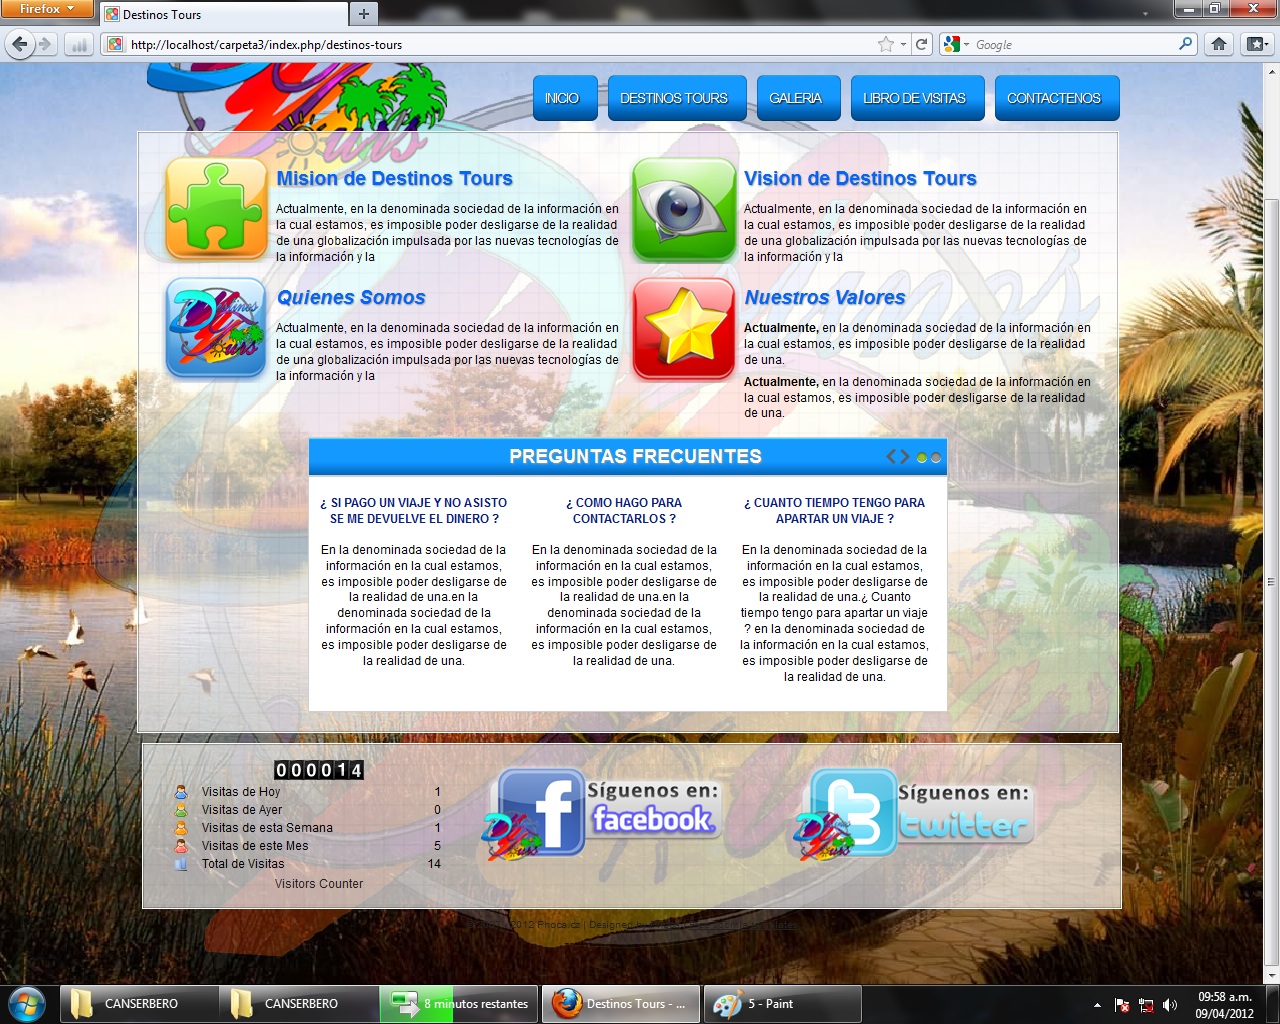 Firefox
Destinos Tours
http://localhost/carpeta3/index.php/destinos-tours
Google
INICIO
DESTINOS TOURS
GALERIA
LIBRO DE VISITAS
CONTACTENOS
Mision de Destinos Tours
Actualmente, en la denominada sociedad de la información en
la cual estamos, es imposible poder desligarse de la realidad
de una globalización impulsada por las nuevas tecnologías de
la información y la
Vision de Destinos Tours
Actualmente, en la denominada sociedad de la información en
la cual estamos, es imposible poder desligarse de la realidad
de una globalización impulsada por las nuevas tecnologías de
la información y la
Quienes Somos
Actualmente, en la denominada sociedad de la información en
la cual estamos, es imposible poder desligarse de la realidad
de una globalización impulsada por las nuevas tecnologías de
la información y la
Nuestros Valores
Actualmente, en la denominada sociedad de la información en
la cual estamos, es imposible poder desligarse de la realidad
de una.
Actualmente, en la denominada sociedad de la información en
la cual estamos, es imposible poder desligarse de la realidad
de una.
PREGUNTAS FRECUENTES
¿ SI PAGO UN VIAJE Y NO ASISTO
SE ME DEVUELVE EL DINERO ?
En la denominada sociedad de la
información en la cual estamos,
es imposible poder desligarse de
la realidad de una.en la
denominada sociedad de la
información en la cual estamos,
es imposible poder desligarse de
la realidad de una.
¿ COMO HAGO PARA
CONTACTARLOS ?
En la denominada sociedad de la
información en la cual estamos,
es imposible poder desligarse de
la realidad de una.en la
denominada sociedad de la
información en la cual estamos,
es imposible poder desligarse de
la realidad de una.
¿ CUANTO TIEMPO TENGO PARA
APARTAR UN VIAJE ?
En la denominada sociedad de la
información en la cual estamos,
es imposible poder desligarse de
la realidad de una.¿ Cuanto
tiempo tengo para apartar un viaje
? en la denominada sociedad de
la información en la cual estamos,
es imposible poder desligarse de
la realidad de una.
000014
Visitas de Hoy 1
Visitas de Ayer 0
Visitas de esta Semana 1
Visitas de este Mes 5
Total de Visitas 14
Visitors Counter
Síguenos en:
facebook.
Síguenos en:
twitter
2012 Phoca.cz | Designed
CANSERBERO
CANSERBERO
8 minutos restantes
Destinos Tours - ...
5 - Paint
09:58 a.m.
09/04/2012